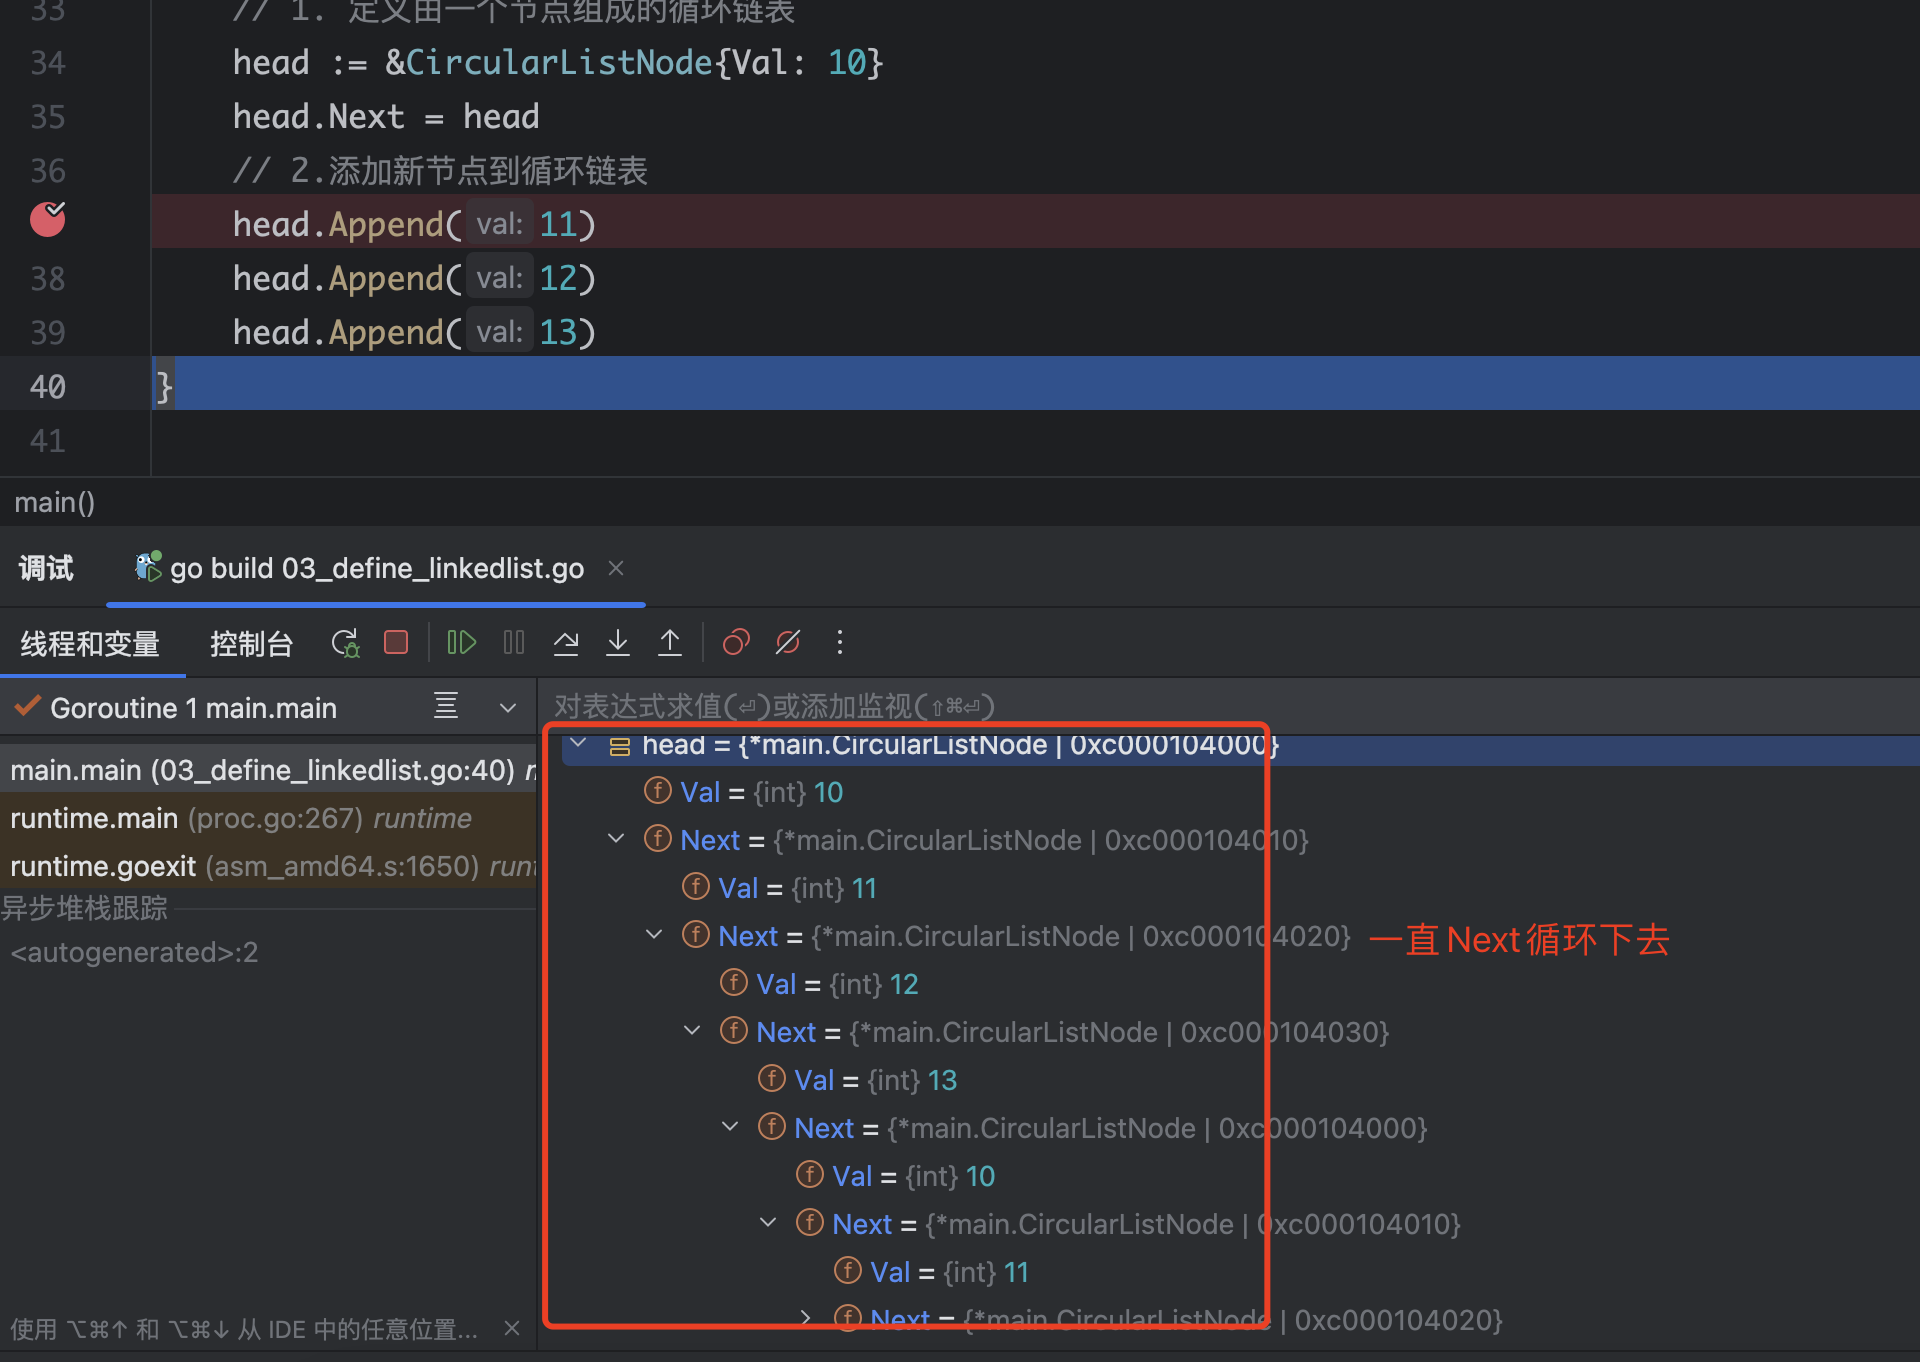 33 // 1. 定义由一个节点组成的循环链表
34 head := &CircularListNode{Val: 10}
35 head.Next = head
36 // 2.添加新节点到循环链表
head.Append( val: 11)
38 head.Append( val: 12)
39 head.Append( val: 13)
40 }
41
main()
调试 go build 03_define_linkedlist.go ×
线程和变量 控制台
Goroutine 1 main.main
main.main (03_define_linkedlist.go:40)
runtime.main (proc.go:267) runtime
runtime.goexit (asm_amd64.s:1650) runt
异步堆栈跟踪
<autogenerated>:2
使用 ⌥⌘↑ 和 ⌥⌘↓ 从 IDE 中的任意位置... ×
对表达式求值(⏎)或添加监视(⇧⌘⏎)
head = {*main.CircularListNode | 0xc000104000}
f Val = {int} 10
f Next = {*main.CircularListNode | 0xc000104010}
f Val = {int} 11
f Next = {*main.CircularListNode | 0xc000104020} 一直Next循环下去
f Val = {int} 12
f Next = {*main.CircularListNode | 0xc000104030}
f Val = {int} 13
f Next = {*main.CircularListNode | 0xc000104000}
f Val = {int} 10
f Next = {*main.CircularListNode | 0xc000104010}
f Val = {int} 11
f Next = {*main.CircularListNode | 0xc000104020}